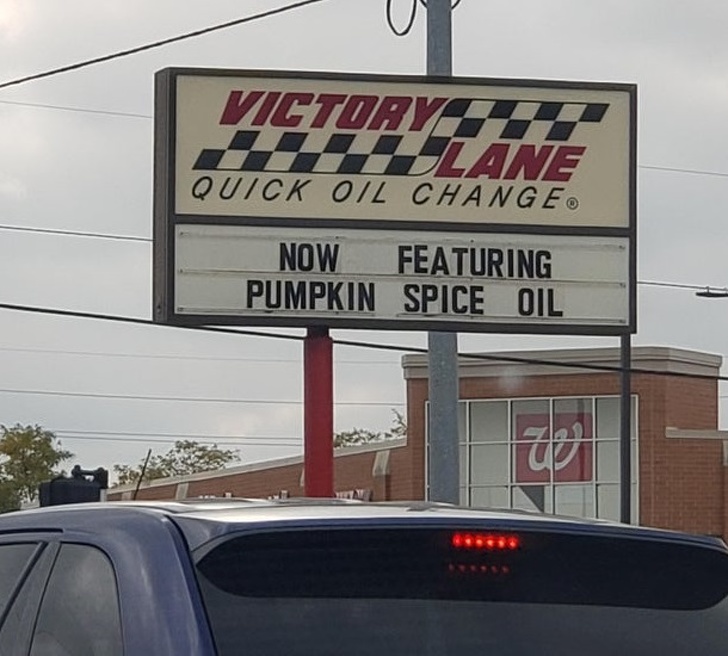 VICTORY
LANE
QUICK OIL CHANGE®
NOW FEATURING
PUMPKIN SPICE OIL
W